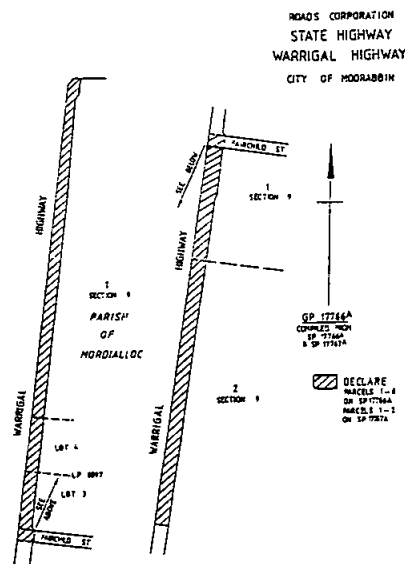 ROADS CORPORATION
STATE HIGHWAY
WARRIGAL HIGHWAY
CITY OF MOORABBIN
FAIRCHILD ST
SEE BELOW
1
SECTION 9
HIGHWAY
HIGHWAY
1
SECTION 9
PARISH
OF
MORDIALLOC
GP 17766A
COMPILED FROM
SP 17766A
& SP 17767A
DECLARE
PARCELS 1-6
ON SP17766A
PARCELS 1-2
ON SP17767A
2
SECTION 9
WARRIGAL
WARRIGAL
LOT 4
LP 8097
LOT 3
SEE ABOVE
FAIRCHILD ST